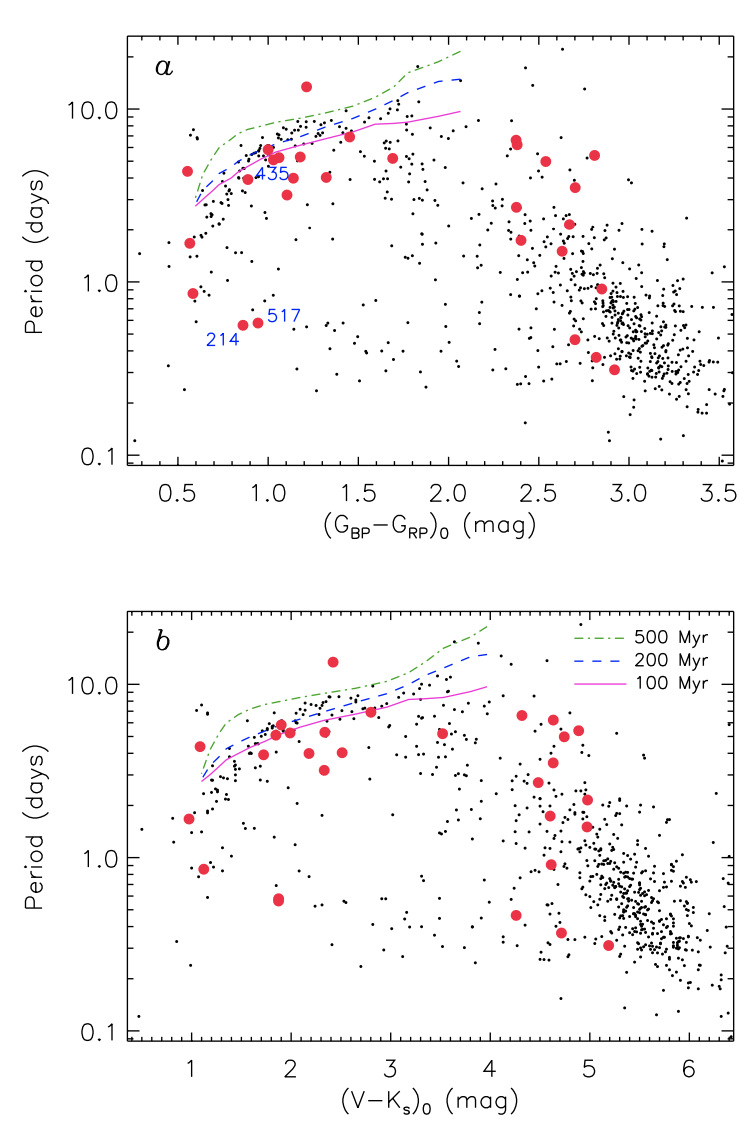 a
10.0
1.0
0.1
Period (days)
435
517
214
0.5 1.0 1.5 2.0 2.5 3.0 3.5
(G_BP−G_RP)_0 (mag)
b
500 Myr
200 Myr
100 Myr
10.0
1.0
0.1
Period (days)
1 2 3 4 5 6
(V−K_s)_0 (mag)